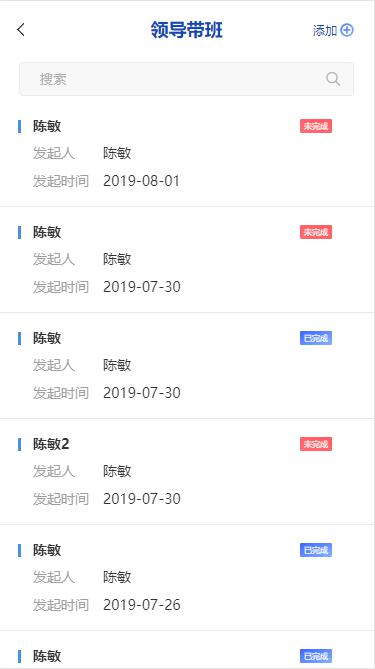 领导带班 添加
搜索
陈敏 未完成
发起人 陈敏
发起时间 2019-08-01
陈敏 未完成
发起人 陈敏
发起时间 2019-07-30
陈敏 已完成
发起人 陈敏
发起时间 2019-07-30
陈敏2 未完成
发起人 陈敏
发起时间 2019-07-30
陈敏 已完成
发起人 陈敏
发起时间 2019-07-26
陈敏 已完成